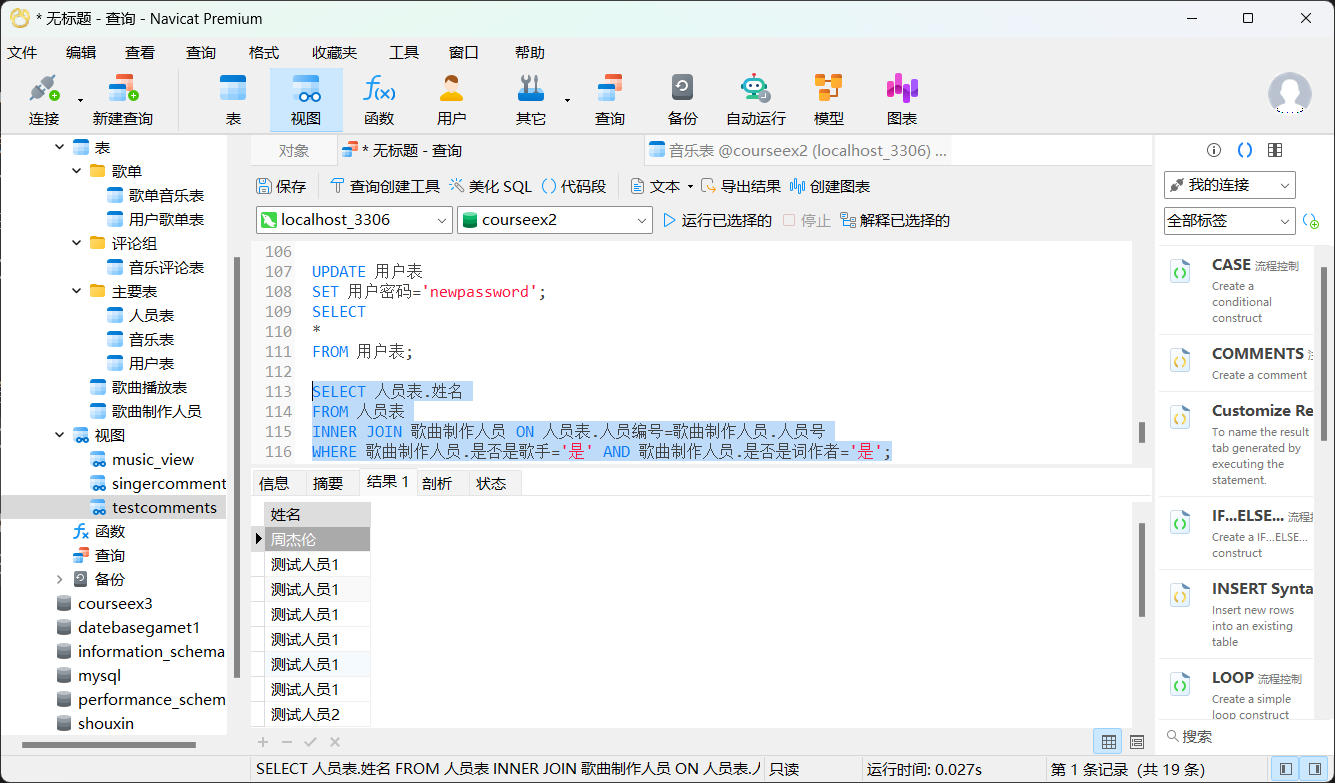 * 无标题 - 查询 - Navicat Premium
文件 编辑 查看 查询 格式 收藏夹 工具 窗口 帮助
连接 新建查询 表 视图 函数 用户 其它 查询 备份 自动运行 模型 图表
表
歌单
歌单音乐表
用户歌单表
评论组
音乐评论表
主要表
人员表
音乐表
用户表
歌曲播放表
歌曲制作人员
视图
music_view
singercomment
testcomments
函数
查询
备份
courseex3
datebasegamet1
information_schema
mysql
performance_schem
shouxin
对象 * 无标题 - 查询 音乐表 @courseex2 (localhost_3306) ...
保存 查询创建工具 美化 SQL 代码段 文本 导出结果 创建图表
localhost_3306 courseex2 运行已选择的 停止 解释已选择的
106
107 UPDATE 用户表
108 SET 用户密码='newpassword';
109 SELECT
110 *
111 FROM 用户表;
112
113 SELECT 人员表.姓名
114 FROM 人员表
115 INNER JOIN 歌曲制作人员 ON 人员表.人员编号=歌曲制作人员.人员号
116 WHERE 歌曲制作人员.是否是歌手='是' AND 歌曲制作人员.是否是词作者='是';
信息 摘要 结果 1 剖析 状态
姓名
周杰伦
测试人员1
测试人员1
测试人员1
测试人员1
测试人员1
测试人员1
测试人员2
SELECT 人员表.姓名 FROM 人员表 INNER JOIN 歌曲制作人员 ON 人员表.人 只读 运行时间: 0.027s 第 1 条记录 (共 19 条)
我的连接
全部标签
CASE 流程控制
Create a
conditional
construct
COMMENTS
Create a comment
Customize Re
To name the result
tab generated by
executing the
statement.
IF...ELSE... 流程控
Create a IF...ELSE...
construct
INSERT Synta
Insert new rows
into an existing
table
LOOP 流程控制
Create a simple
loop construct
搜索